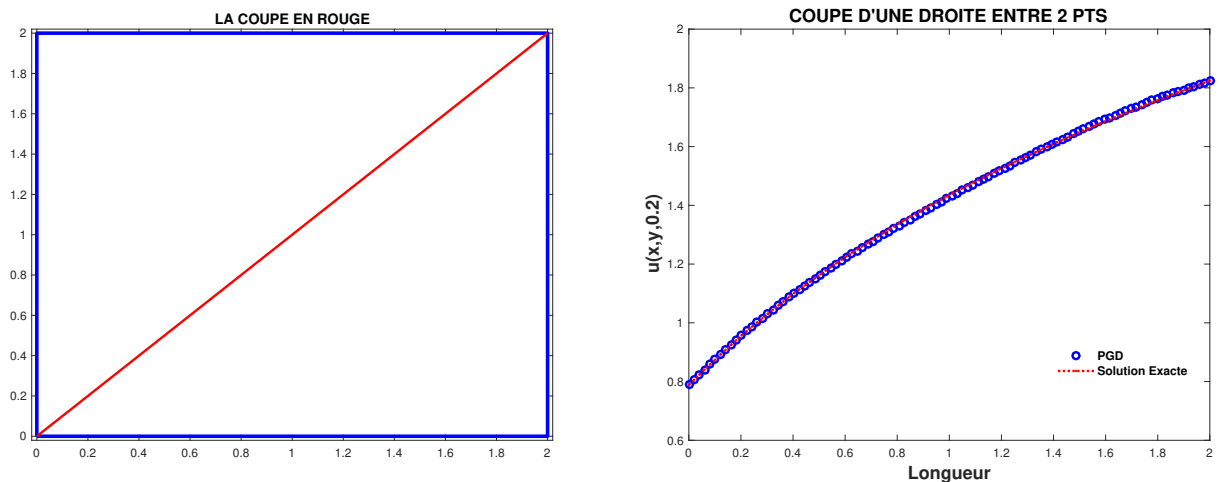 LA COUPE EN ROUGE
2
1.8
1.6
1.4
1.2
1
0.8
0.6
0.4
0.2
0
0 0.2 0.4 0.6 0.8 1 1.2 1.4 1.6 1.8 2
COUPE D'UNE DROITE ENTRE 2 PTS
u(x,y,0.2)
2
1.8
1.6
1.4
1.2
1
0.8
0.6
PGD
Solution Exacte
0 0.2 0.4 0.6 0.8 1 1.2 1.4 1.6 1.8 2
Longueur